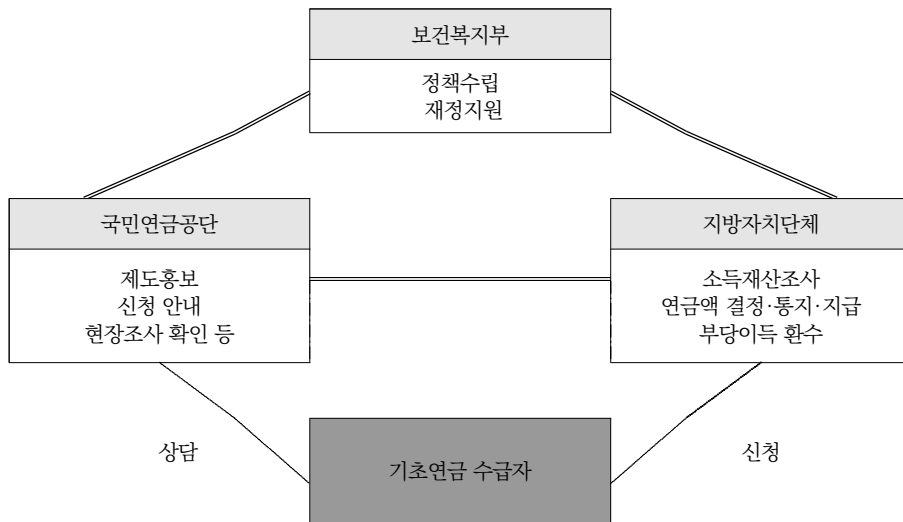 보건복지부
정책수립
재정지원
국민연금공단
제도홍보
신청 안내
현장조사 확인 등
지방자치단체
소득재산조사
연금액 결정·통지·지급
부당이득 환수
상담
기초연금 수급자
신청